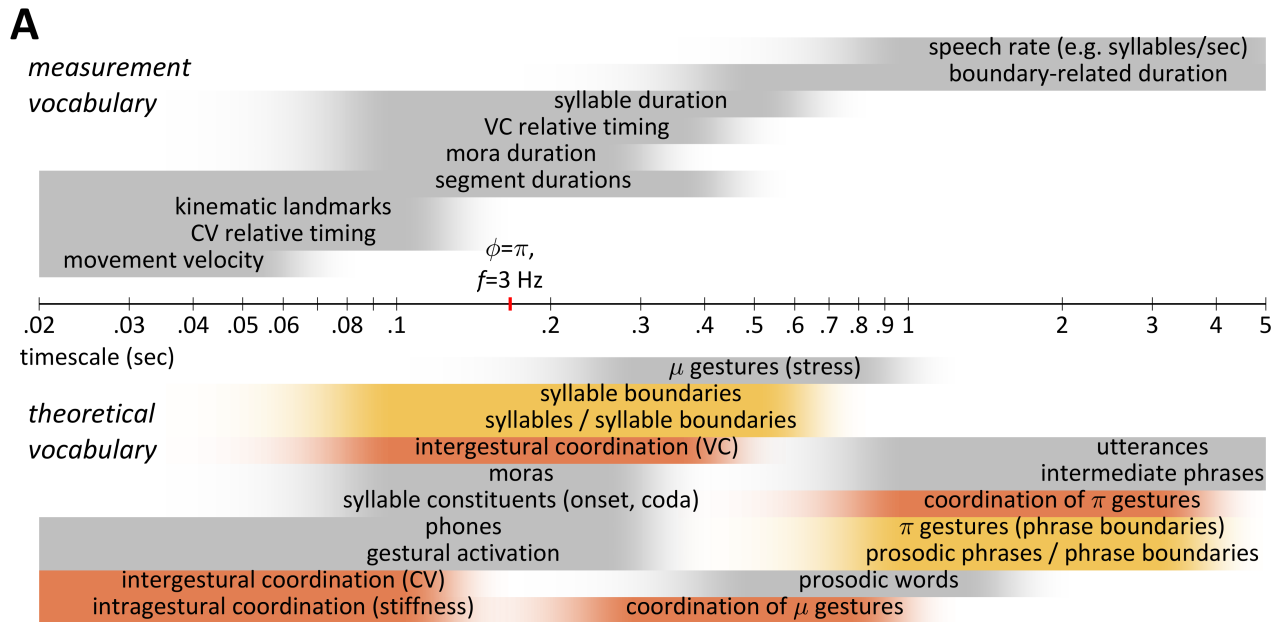 A
measurement
vocabulary
speech rate (e.g. syllables/sec)
boundary-related duration
syllable duration
VC relative timing
mora duration
segment durations
kinematic landmarks
CV relative timing
movement velocity
ϕ=π,
f=3 Hz
.02 .03 .04 .05 .06 .08 .1 .2 .3 .4 .5 .6 .7 .8 .9 1 2 3 4 5
timescale (sec)
theoretical
vocabulary
μ gestures (stress)
syllable boundaries
syllables / syllable boundaries
intergestural coordination (VC) utterances
moras intermediate phrases
syllable constituents (onset, coda) coordination of π gestures
phones π gestures (phrase boundaries)
gestural activation prosodic phrases / phrase boundaries
intergestural coordination (CV) prosodic words
intragestural coordination (stiffness) coordination of μ gestures